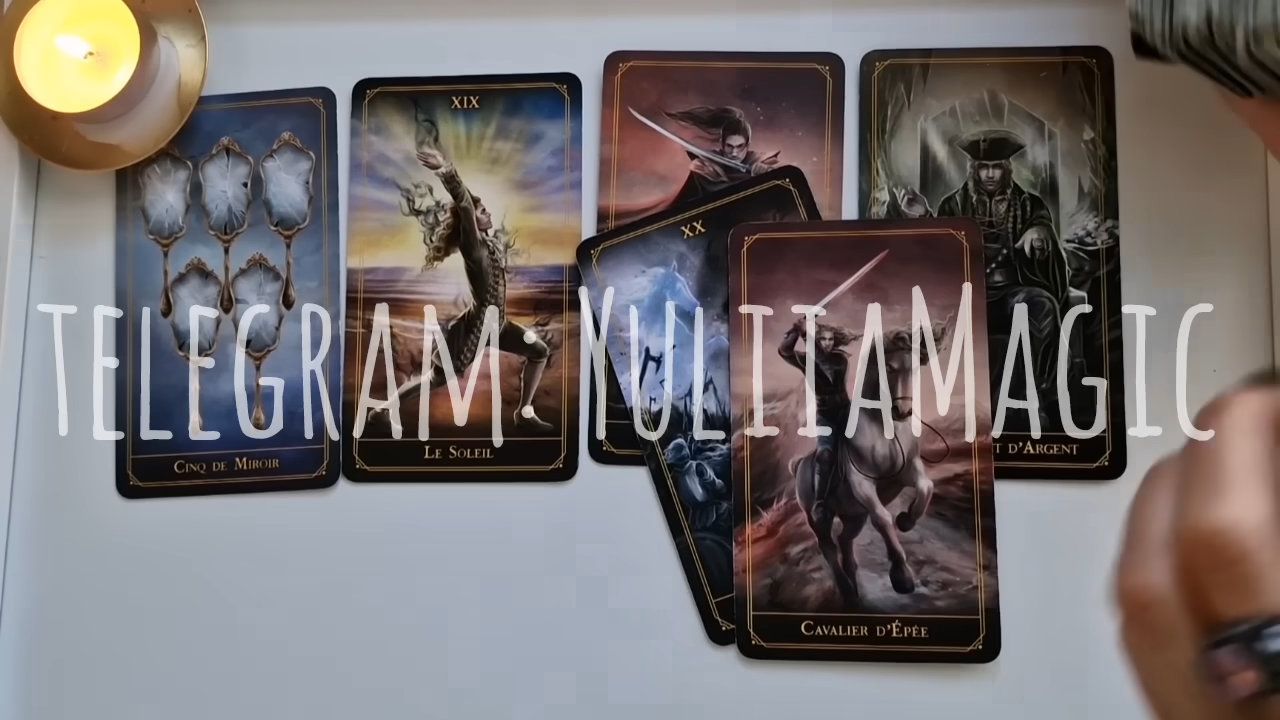 XIX
XX
TELEGRAM: YULIIAMAGIC
CINQ DE MIROIR
LE SOLEIL
T D'ARGENT
CAVALIER D'ÉPÉE